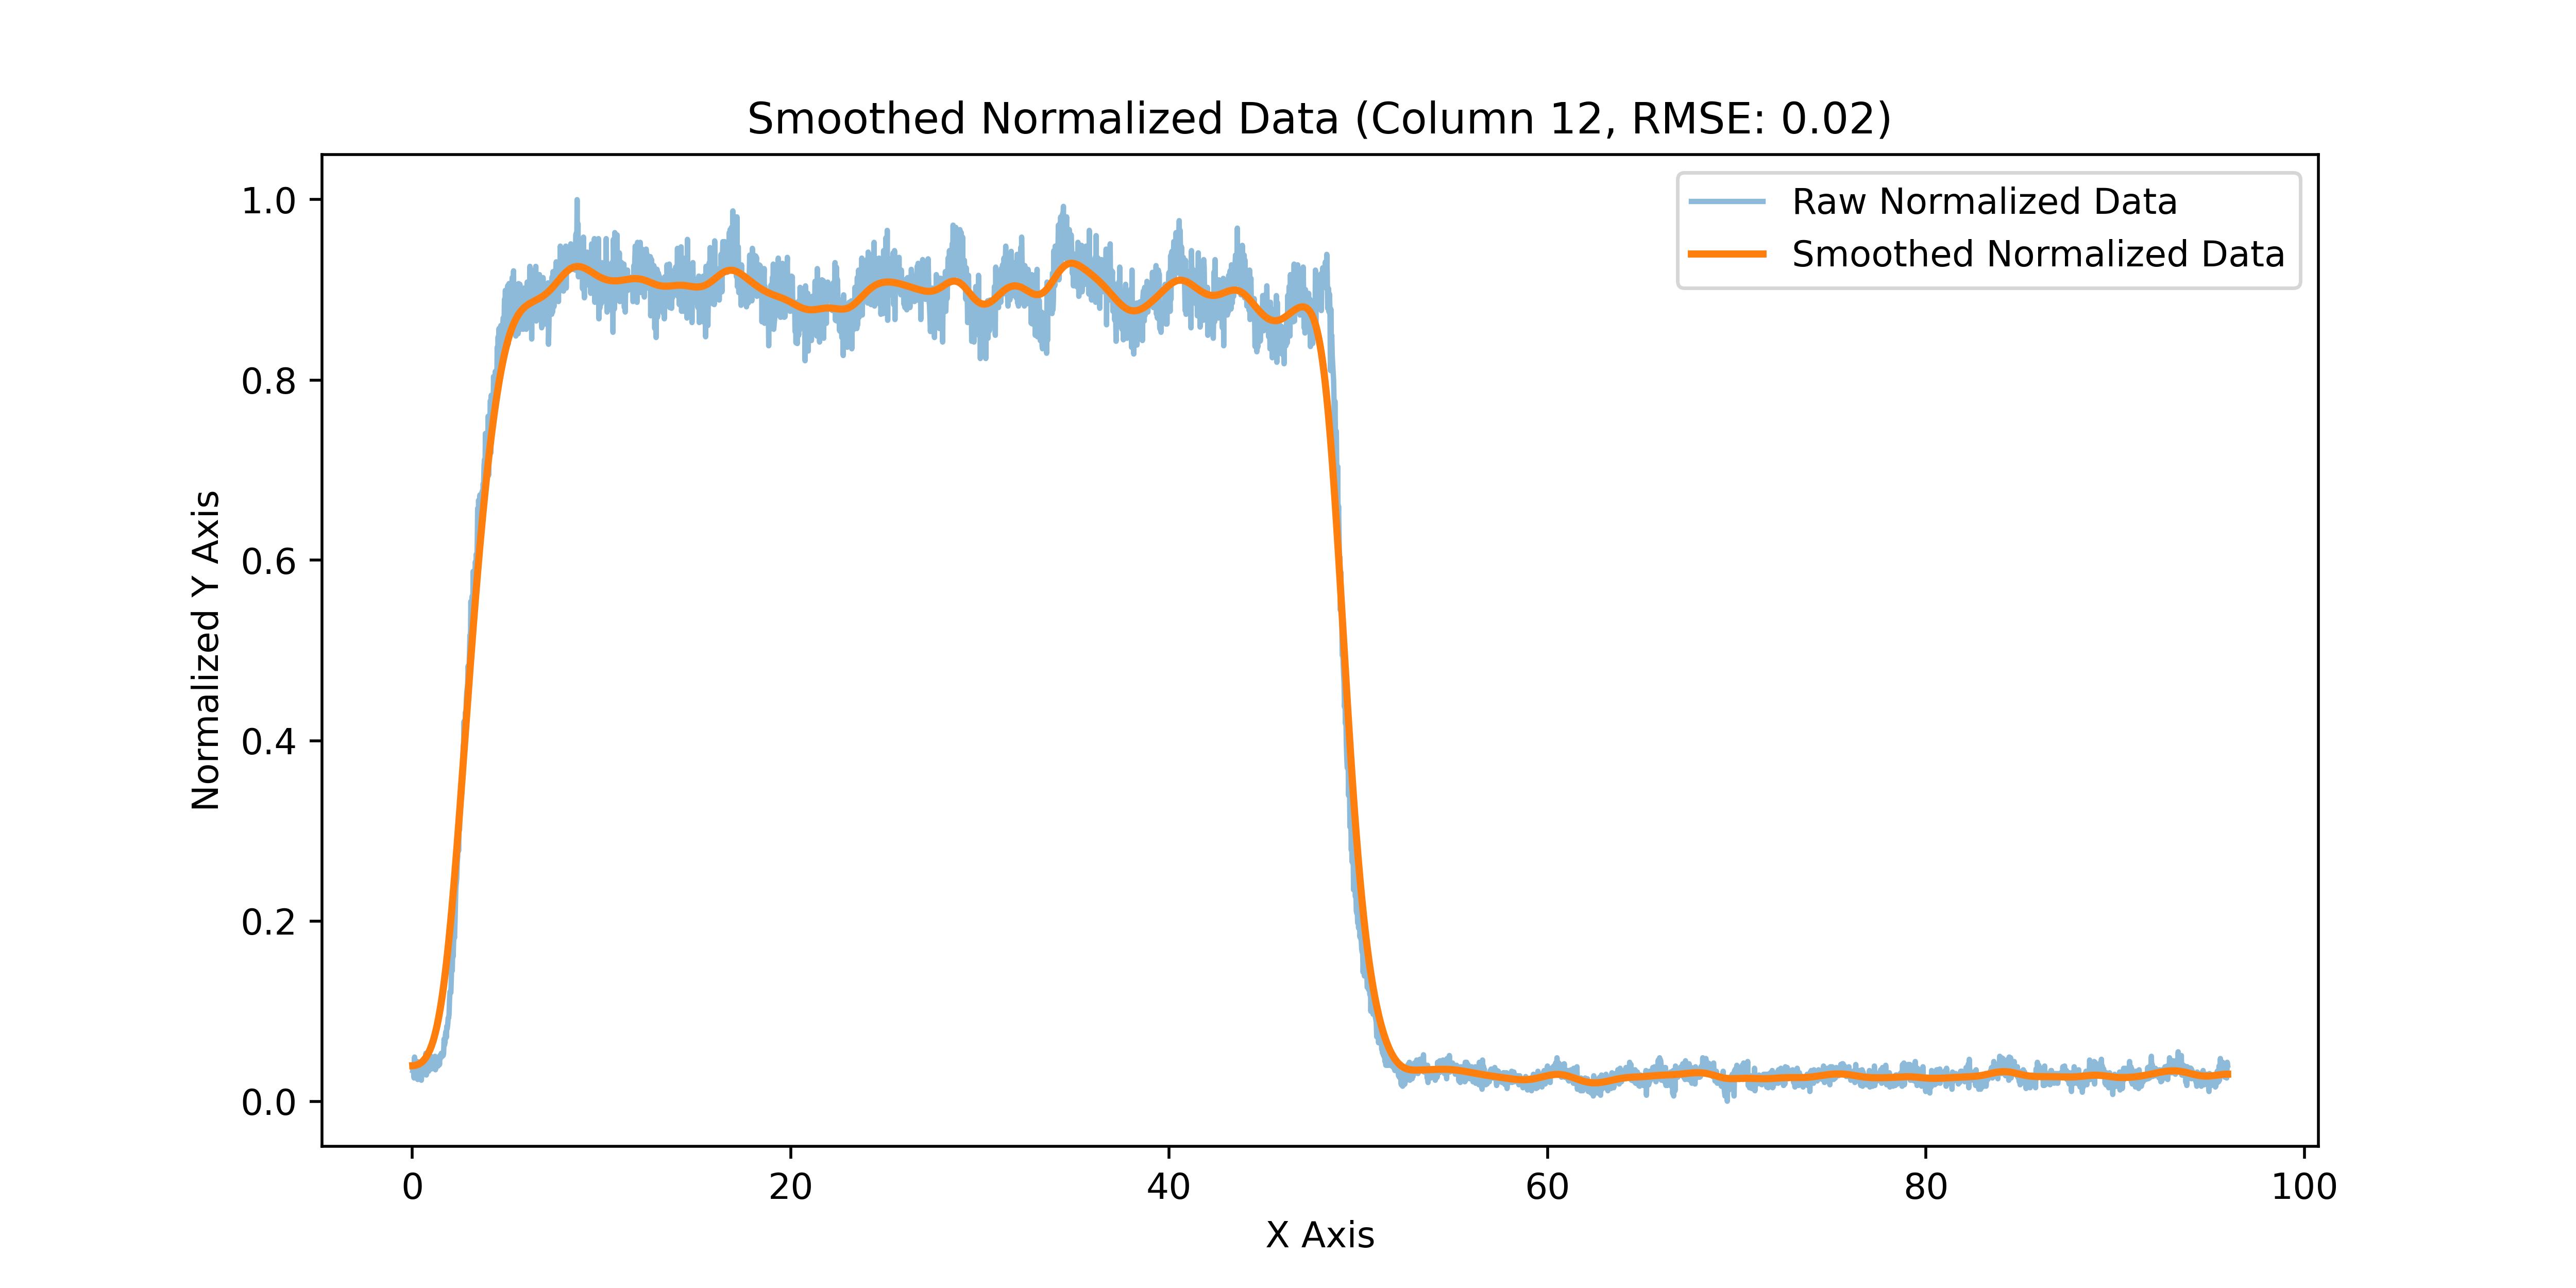 Smoothed Normalized Data (Column 12, RMSE: 0.02)
Raw Normalized Data
Smoothed Normalized Data
Normalized Y Axis
1.0
0.8
0.6
0.4
0.2
0.0
0 20 40 60 80 100
X Axis